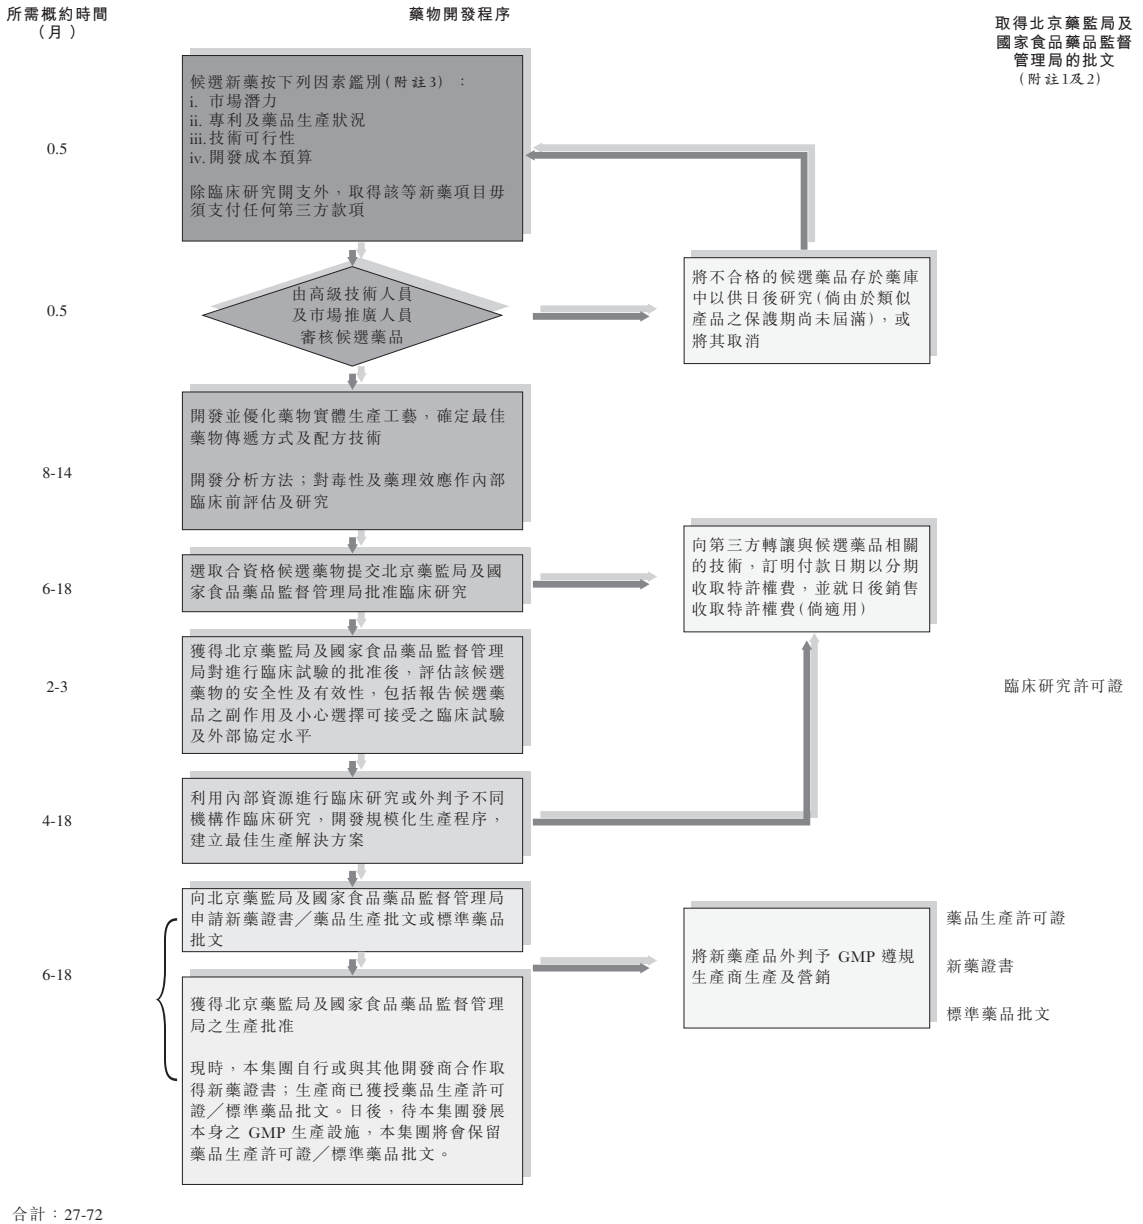 所需概約時間
（月）
藥物開發程序
取得北京藥監局及
國家食品藥品監督
管理局的批文
(附註1及2)
候選新藥按下列因素鑑別(附註3)：
i. 市場潛力
ii. 專利及藥品生產狀況
iii.技術可行性
iv.開發成本預算
除臨床研究開支外，取得該等新藥項目毋
須支付任何第三方款項
0.5
由高級技術人員
及市場推廣人員
審核候選藥品
0.5
將不合格的候選藥品存於藥庫
中以供日後研究(倘由於類似
產品之保護期尚未屆滿)，或
將其取消
開發並優化藥物實體生產工藝，確定最佳
藥物傳遞方式及配方技術
開發分析方法；對毒性及藥理效應作內部
臨床前評估及研究
8-14
選取合資格候選藥物提交北京藥監局及國
家食品藥品監督管理局批准臨床研究
6-18
向第三方轉讓與候選藥品相關
的技術，訂明付款日期以分期
收取特許權費，並就日後銷售
收取特許權費(倘適用)
獲得北京藥監局及國家食品藥品監督管理
局對進行臨床試驗的批准後，評估該候選
藥物的安全性及有效性，包括報告候選藥
品之副作用及小心選擇可接受之臨床試驗
及外部協定水平
2-3
臨床研究許可證
利用內部資源進行臨床研究或外判予不同
機構作臨床研究，開發規模化生產程序，
建立最佳生產解決方案
4-18
向北京藥監局及國家食品藥品監督管理局
申請新藥證書／藥品生產批文或標準藥品
批文
6-18
獲得北京藥監局及國家食品藥品監督管理
局之生產批准
現時，本集團自行或與其他開發商合作取
得新藥證書；生產商已獲授藥品生產許可
證／標準藥品批文。日後，待本集團發展
本身之 GMP 生產設施，本集團將會保留
藥品生產許可證／標準藥品批文。
將新藥產品外判予 GMP 遵規
生產商生產及營銷
藥品生產許可證
新藥證書
標準藥品批文
合計：27-72